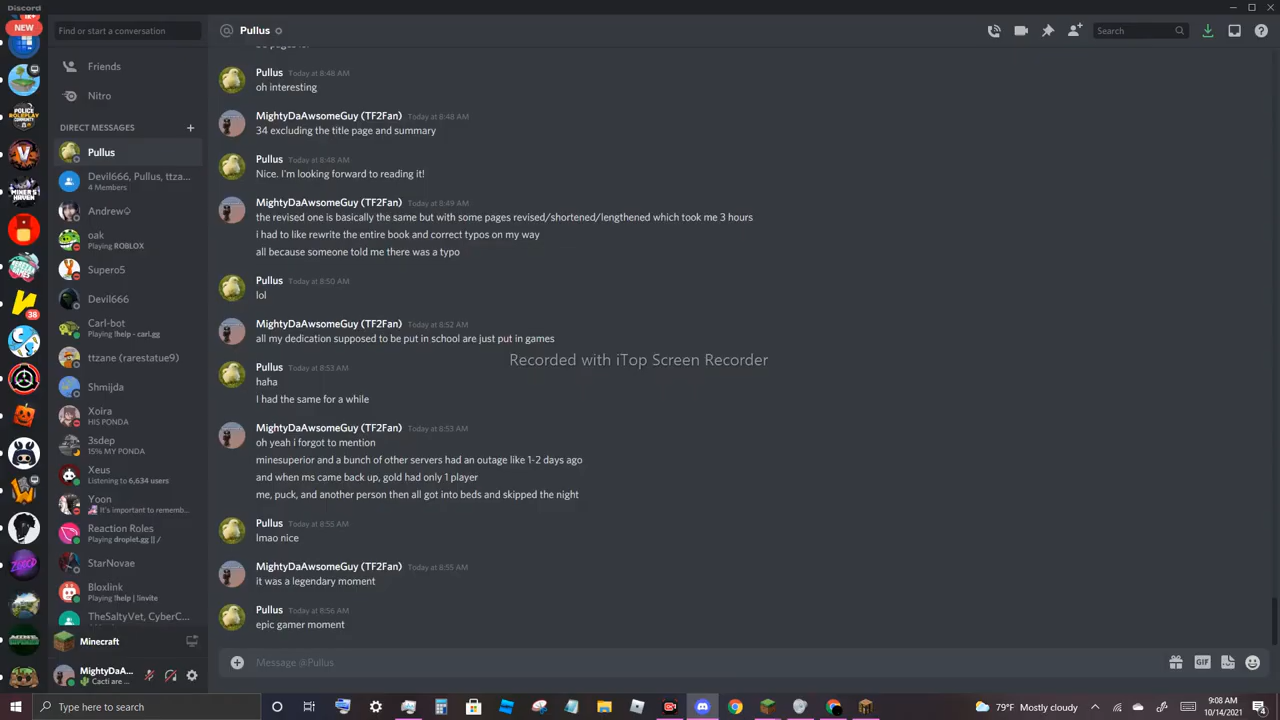 Discord
NEW
Find or start a conversation
Pullus
Search
Friends
Nitro
DIRECT MESSAGES
Pullus
Devil666, Pullus, ttza...
4 Members
Andrew
oak
Playing ROBLOX
Supero5
Devil666
Carl-bot
Playing !help - carl.gg
ttzane (rarestatue9)
Shmijda
Xoira
HIS PONDA
3sdep
15% MY PONDA
Xeus
Listening to 6,634 users
Yoon
It's important to rememb...
Reaction Roles
Playing droplet.gg || /
StarNovae
Bloxlink
Playing !help | !invite
TheSaltyVet, CyberC...
Minecraft
MightyDaA...
Cacti are ...
POLICE
ROLEPLAY
COMMUNITY
MINER'S
HAVEN
38
Pullus Today at 8:48 AM
oh interesting
MightyDaAwsomeGuy (TF2Fan) Today at 8:48 AM
34 excluding the title page and summary
Pullus Today at 8:48 AM
Nice. I'm looking forward to reading it!
MightyDaAwsomeGuy (TF2Fan) Today at 8:49 AM
the revised one is basically the same but with some pages revised/shortened/lengthened which took me 3 hours
i had to like rewrite the entire book and correct typos on my way
all because someone told me there was a typo
Pullus Today at 8:50 AM
lol
MightyDaAwsomeGuy (TF2Fan) Today at 8:52 AM
all my dedication supposed to be put in school are just put in games
Recorded with iTop Screen Recorder
Pullus Today at 8:53 AM
haha
I had the same for a while
MightyDaAwsomeGuy (TF2Fan) Today at 8:53 AM
oh yeah i forgot to mention
minesuperior and a bunch of other servers had an outage like 1-2 days ago
and when ms came back up, gold had only 1 player
me, puck, and another person then all got into beds and skipped the night
Pullus Today at 8:55 AM
lmao nice
MightyDaAwsomeGuy (TF2Fan) Today at 8:55 AM
it was a legendary moment
Pullus Today at 8:56 AM
epic gamer moment
Message @Pullus
GIF
Type here to search
79°F Mostly cloudy
9:08 AM
10/14/2021